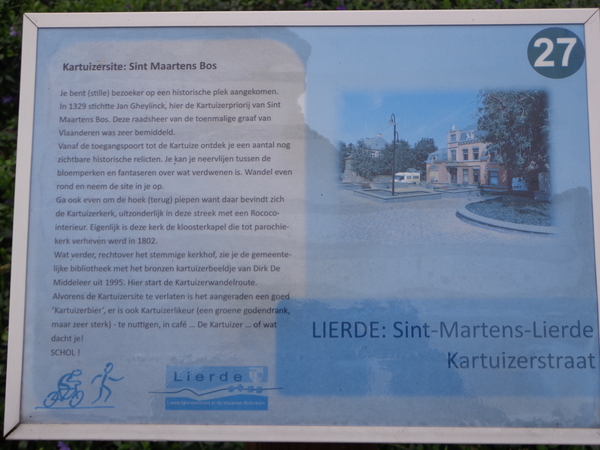 27
Kartuizersite: Sint Maartens Bos
Je bent (stille) bezoeker op een historische plek aangekomen.
In 1329 stichtte Jan Gheylinck, hier de Kartuizerpriorij van Sint
Maartens Bos. Deze raadsheer van de toenmalige graaf van
Vlaanderen was zeer bemiddeld.
Vanaf de toegangspoort tot de Kartuize ontdek je een aantal nog
zichtbare historische relicten. Je kan je neervlijen tussen de
bloemperken en fantaseren over wat verdwenen is. Wandel even
rond en neem de site in je op.
Ga ook even om de hoek (terug) piepen want daar bevindt zich
de Kartuizerkerk, uitzonderlijk in deze streek met een Rococo-
interieur. Eigenlijk is deze kerk de kloosterkapel die tot parochie-
kerk verheven werd in 1802.
Wat verder, rechtover het stemmige kerkhof, zie je de gemeente-
lijke bibliotheek met het bronzen kartuizerbeeldje van Dirk De
Middeleer uit 1995. Hier start de Kartuizerwandelroute.
Alvorens de Kartuizersite te verlaten is het aangeraden een goed
'Kartuizerbier', er is ook Kartuizerlikeur (een groene godendrank,
maar zeer sterk) - te nuttigen, in café ... De Kartuizer ... of wat
dacht je!
SCHOL !
LIERDE: Sint-Martens-Lierde
Kartuizerstraat
Lierde